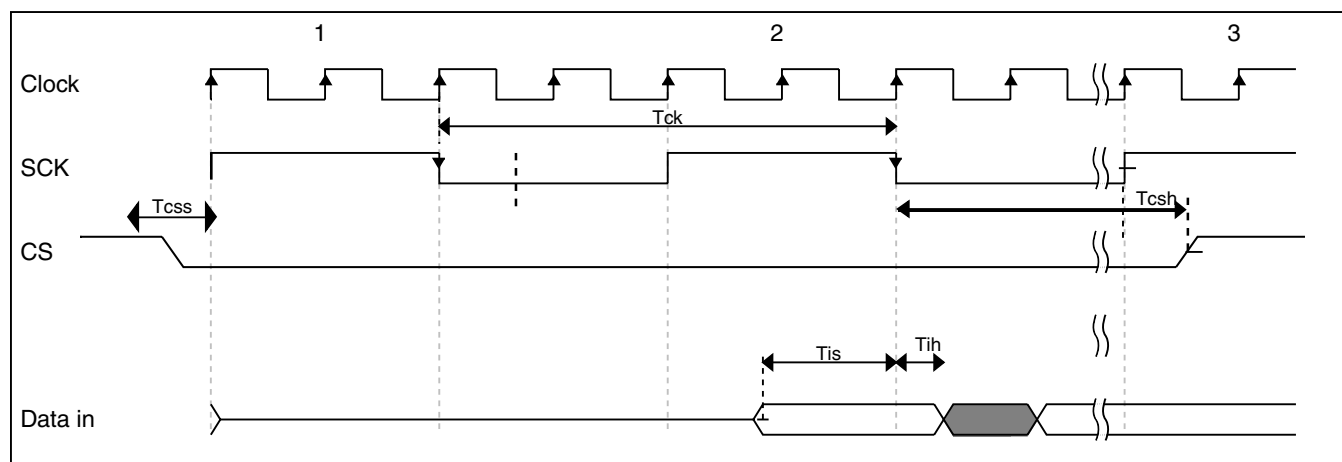 1 2 3
Clock
Tck
SCK
Tcss Tcsh
CS
Tis Tih
Data in